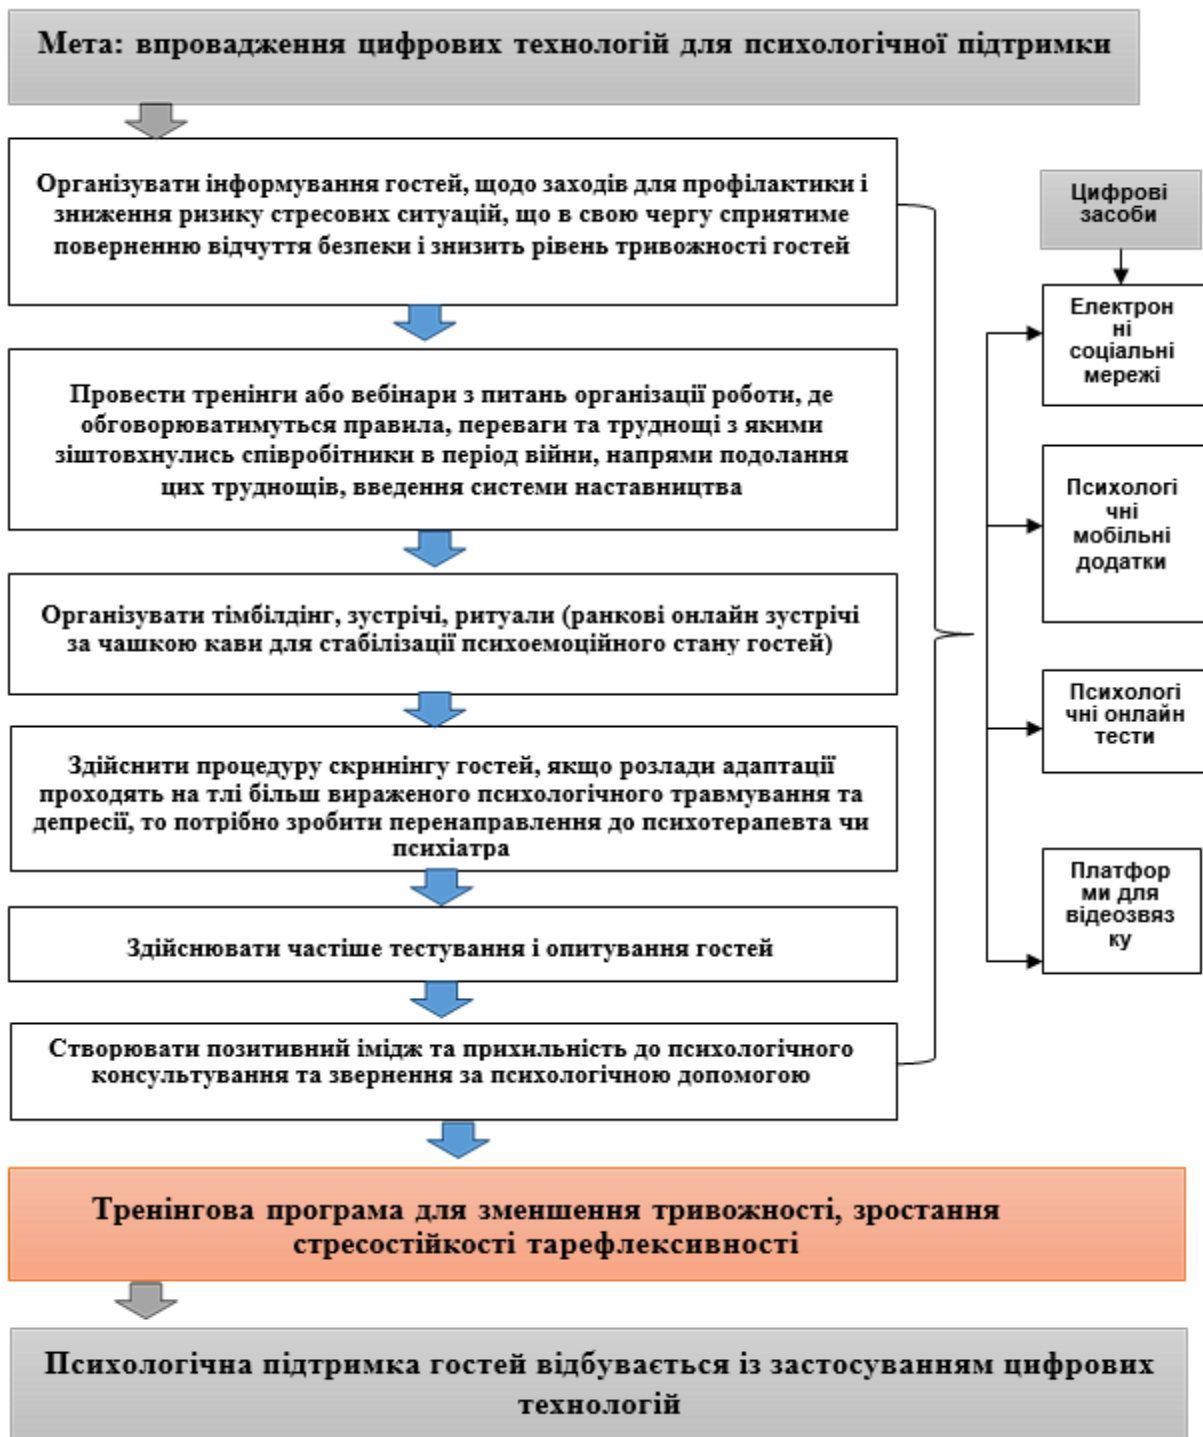 Мета: впровадження цифрових технологій для психологічної підтримки
Організувати інформування гостей, щодо заходів для профілактики і
зниження ризику стресових ситуацій, що в свою чергу сприятиме
поверненню відчуття безпеки і знизить рівень тривожності гостей
Провести тренінги або вебінари з питань організації роботи, де
обговорюватимуться правила, переваги та труднощі з якими
зіштовхнулись співробітники в період війни, напрями подолання
цих труднощів, введення системи наставництва
Організувати тімбілдінг, зустрічі, ритуали (ранкові онлайн зустрічі
за чашкою кави для стабілізації психоемоційного стану гостей)
Здійснити процедуру скринінгу гостей, якщо розлади адаптації
проходять на тлі більш вираженого психологічного травмування та
депресії, то потрібно зробити перенаправлення до психотерапевта чи
психіатра
Здійснювати частіше тестування і опитування гостей
Створювати позитивний імідж та прихильність до психологічного
консультування та звернення за психологічною допомогою
Цифрові
засоби
Електрон
ні
соціальні
мережі
Психологі
чні
мобільні
додатки
Психологі
чні онлайн
тести
Платфор
ми для
відеозвяз
ку
Тренінгова програма для зменшення тривожності, зростання
стресостійкості тарефлексивності
Психологічна підтримка гостей відбувається із застосуванням цифрових
технологій